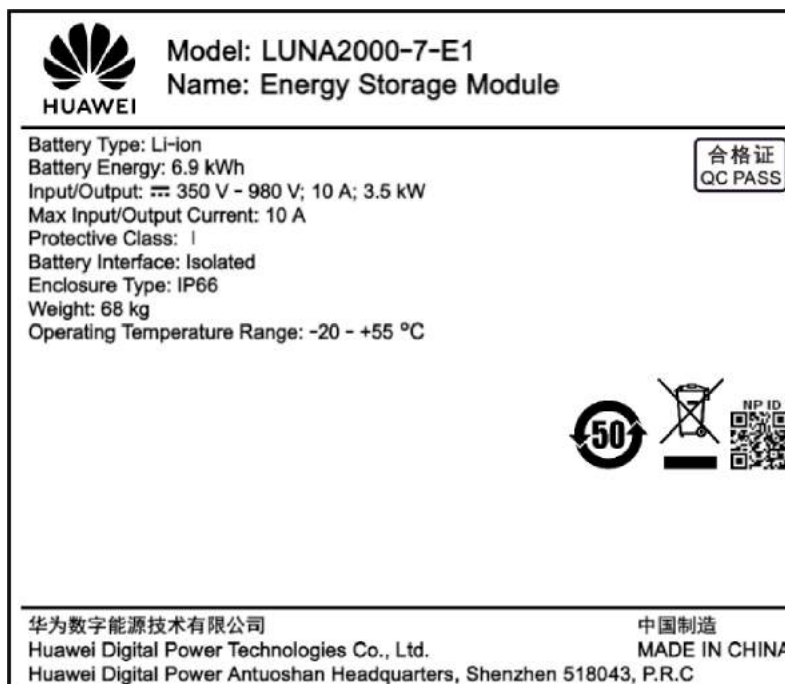 HUAWEI
Model: LUNA2000-7-E1
Name: Energy Storage Module
Battery Type: Li-ion
Battery Energy: 6.9 kWh
Input/Output: ⎓ 350 V - 980 V; 10 A; 3.5 kW
Max Input/Output Current: 10 A
Protective Class: I
Battery Interface: Isolated
Enclosure Type: IP66
Weight: 68 kg
Operating Temperature Range: -20 - +55 °C
合格证
QC PASS
50
NP ID
华为数字能源技术有限公司
中国制造
Huawei Digital Power Technologies Co., Ltd.
MADE IN CHINA
Huawei Digital Power Antuoshan Headquarters, Shenzhen 518043, P.R.C